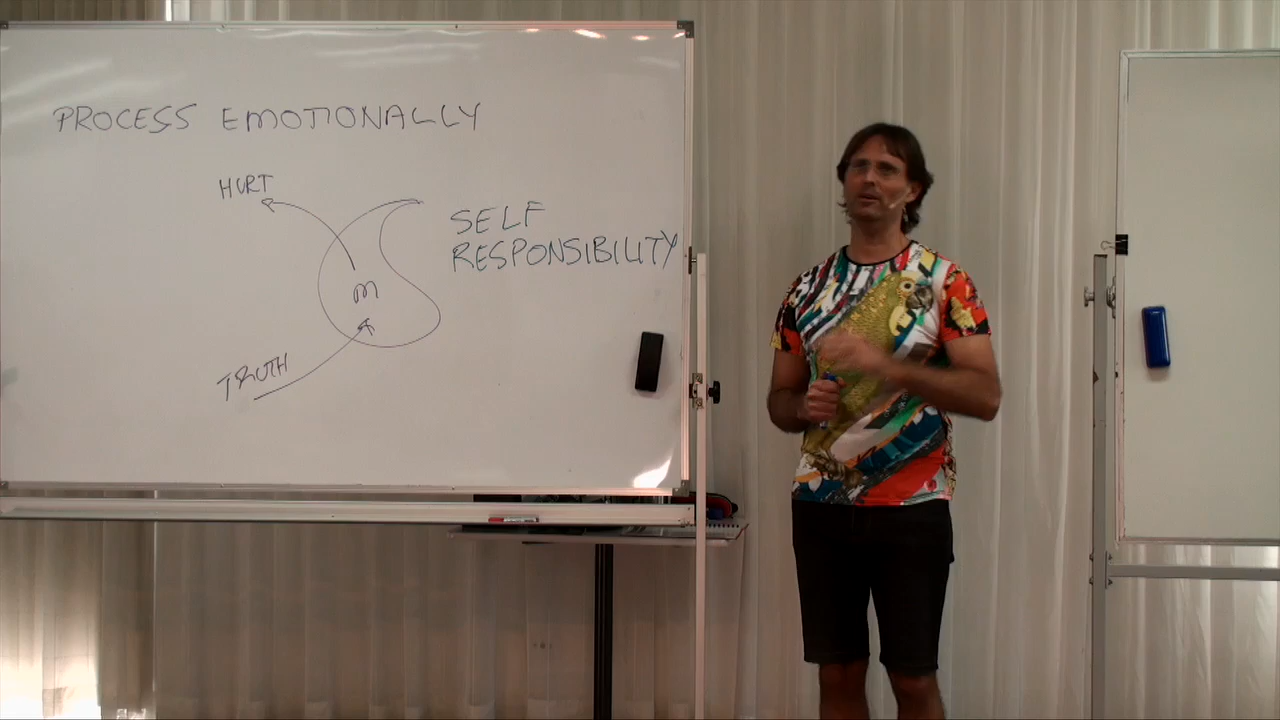 PROCESS EMOTIONALLY
HURT
SELF
RESPONSIBILITY
M
TRUTH